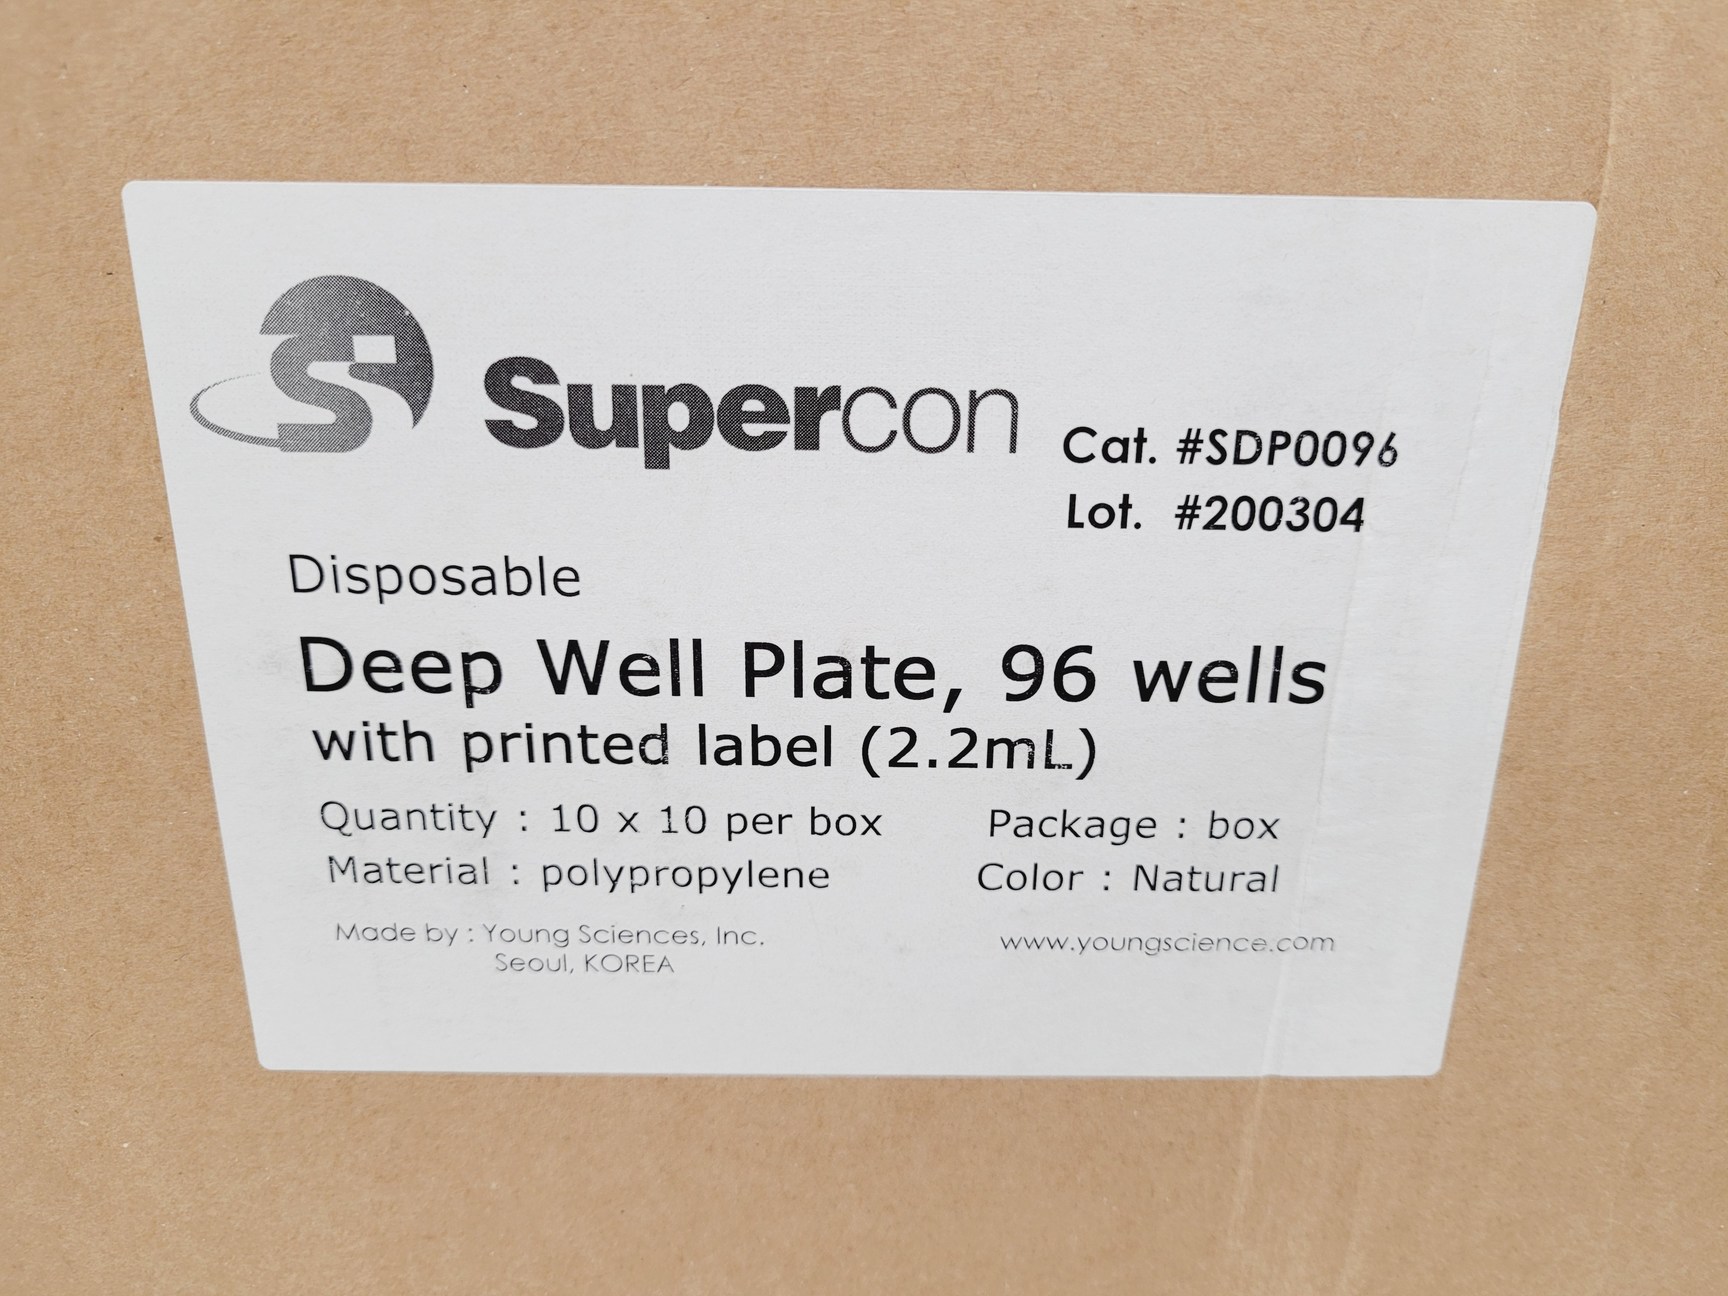 Supercon
Cat. #SDP0096
Lot. #200304
Disposable
Deep Well Plate, 96 wells
with printed label (2.2mL)
Quantity : 10 x 10 per box
Package : box
Material : polypropylene
Color : Natural
Made by : Young Sciences, Inc.
Seoul, KOREA
www.youngscience.com